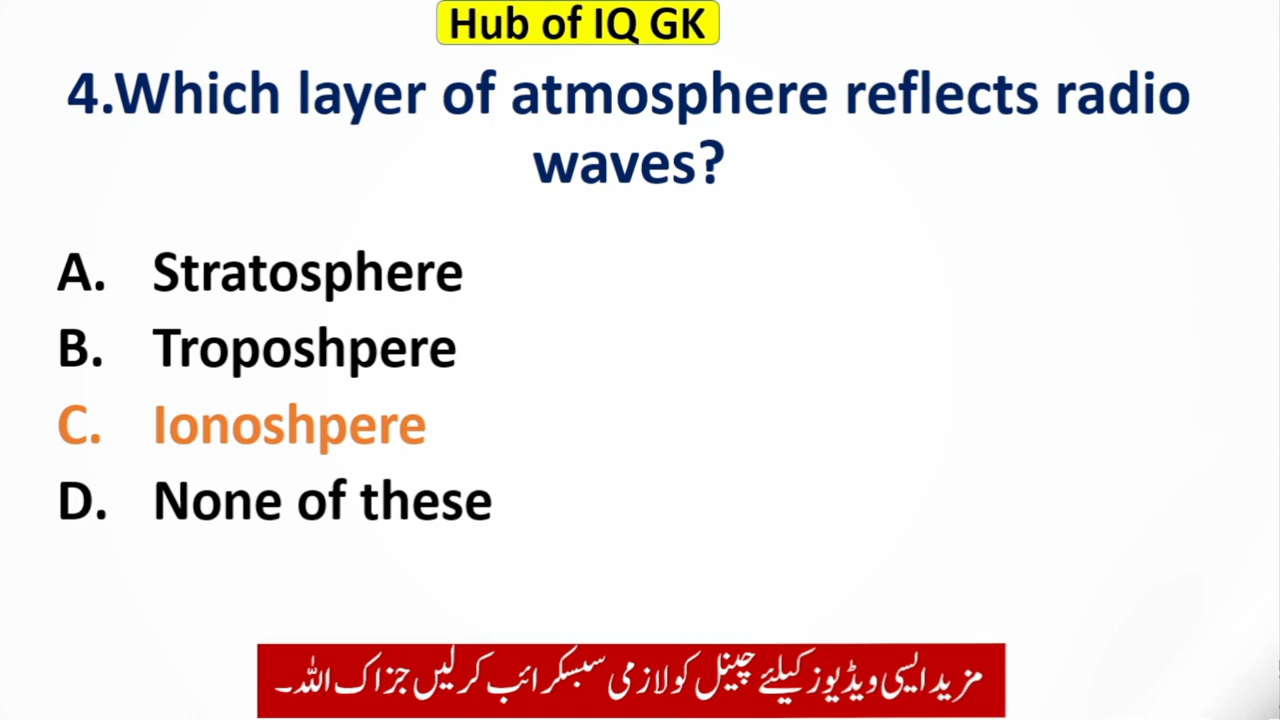 Hub of IQ GK
4.Which layer of atmosphere reflects radio
waves?
A. Stratosphere
B. Troposhpere
C. Ionoshpere
D. None of these
مزید ایسی ویڈیوز کیلئے چینل کو لازمی سبسکرائب کرلیں جزاک اللہ۔